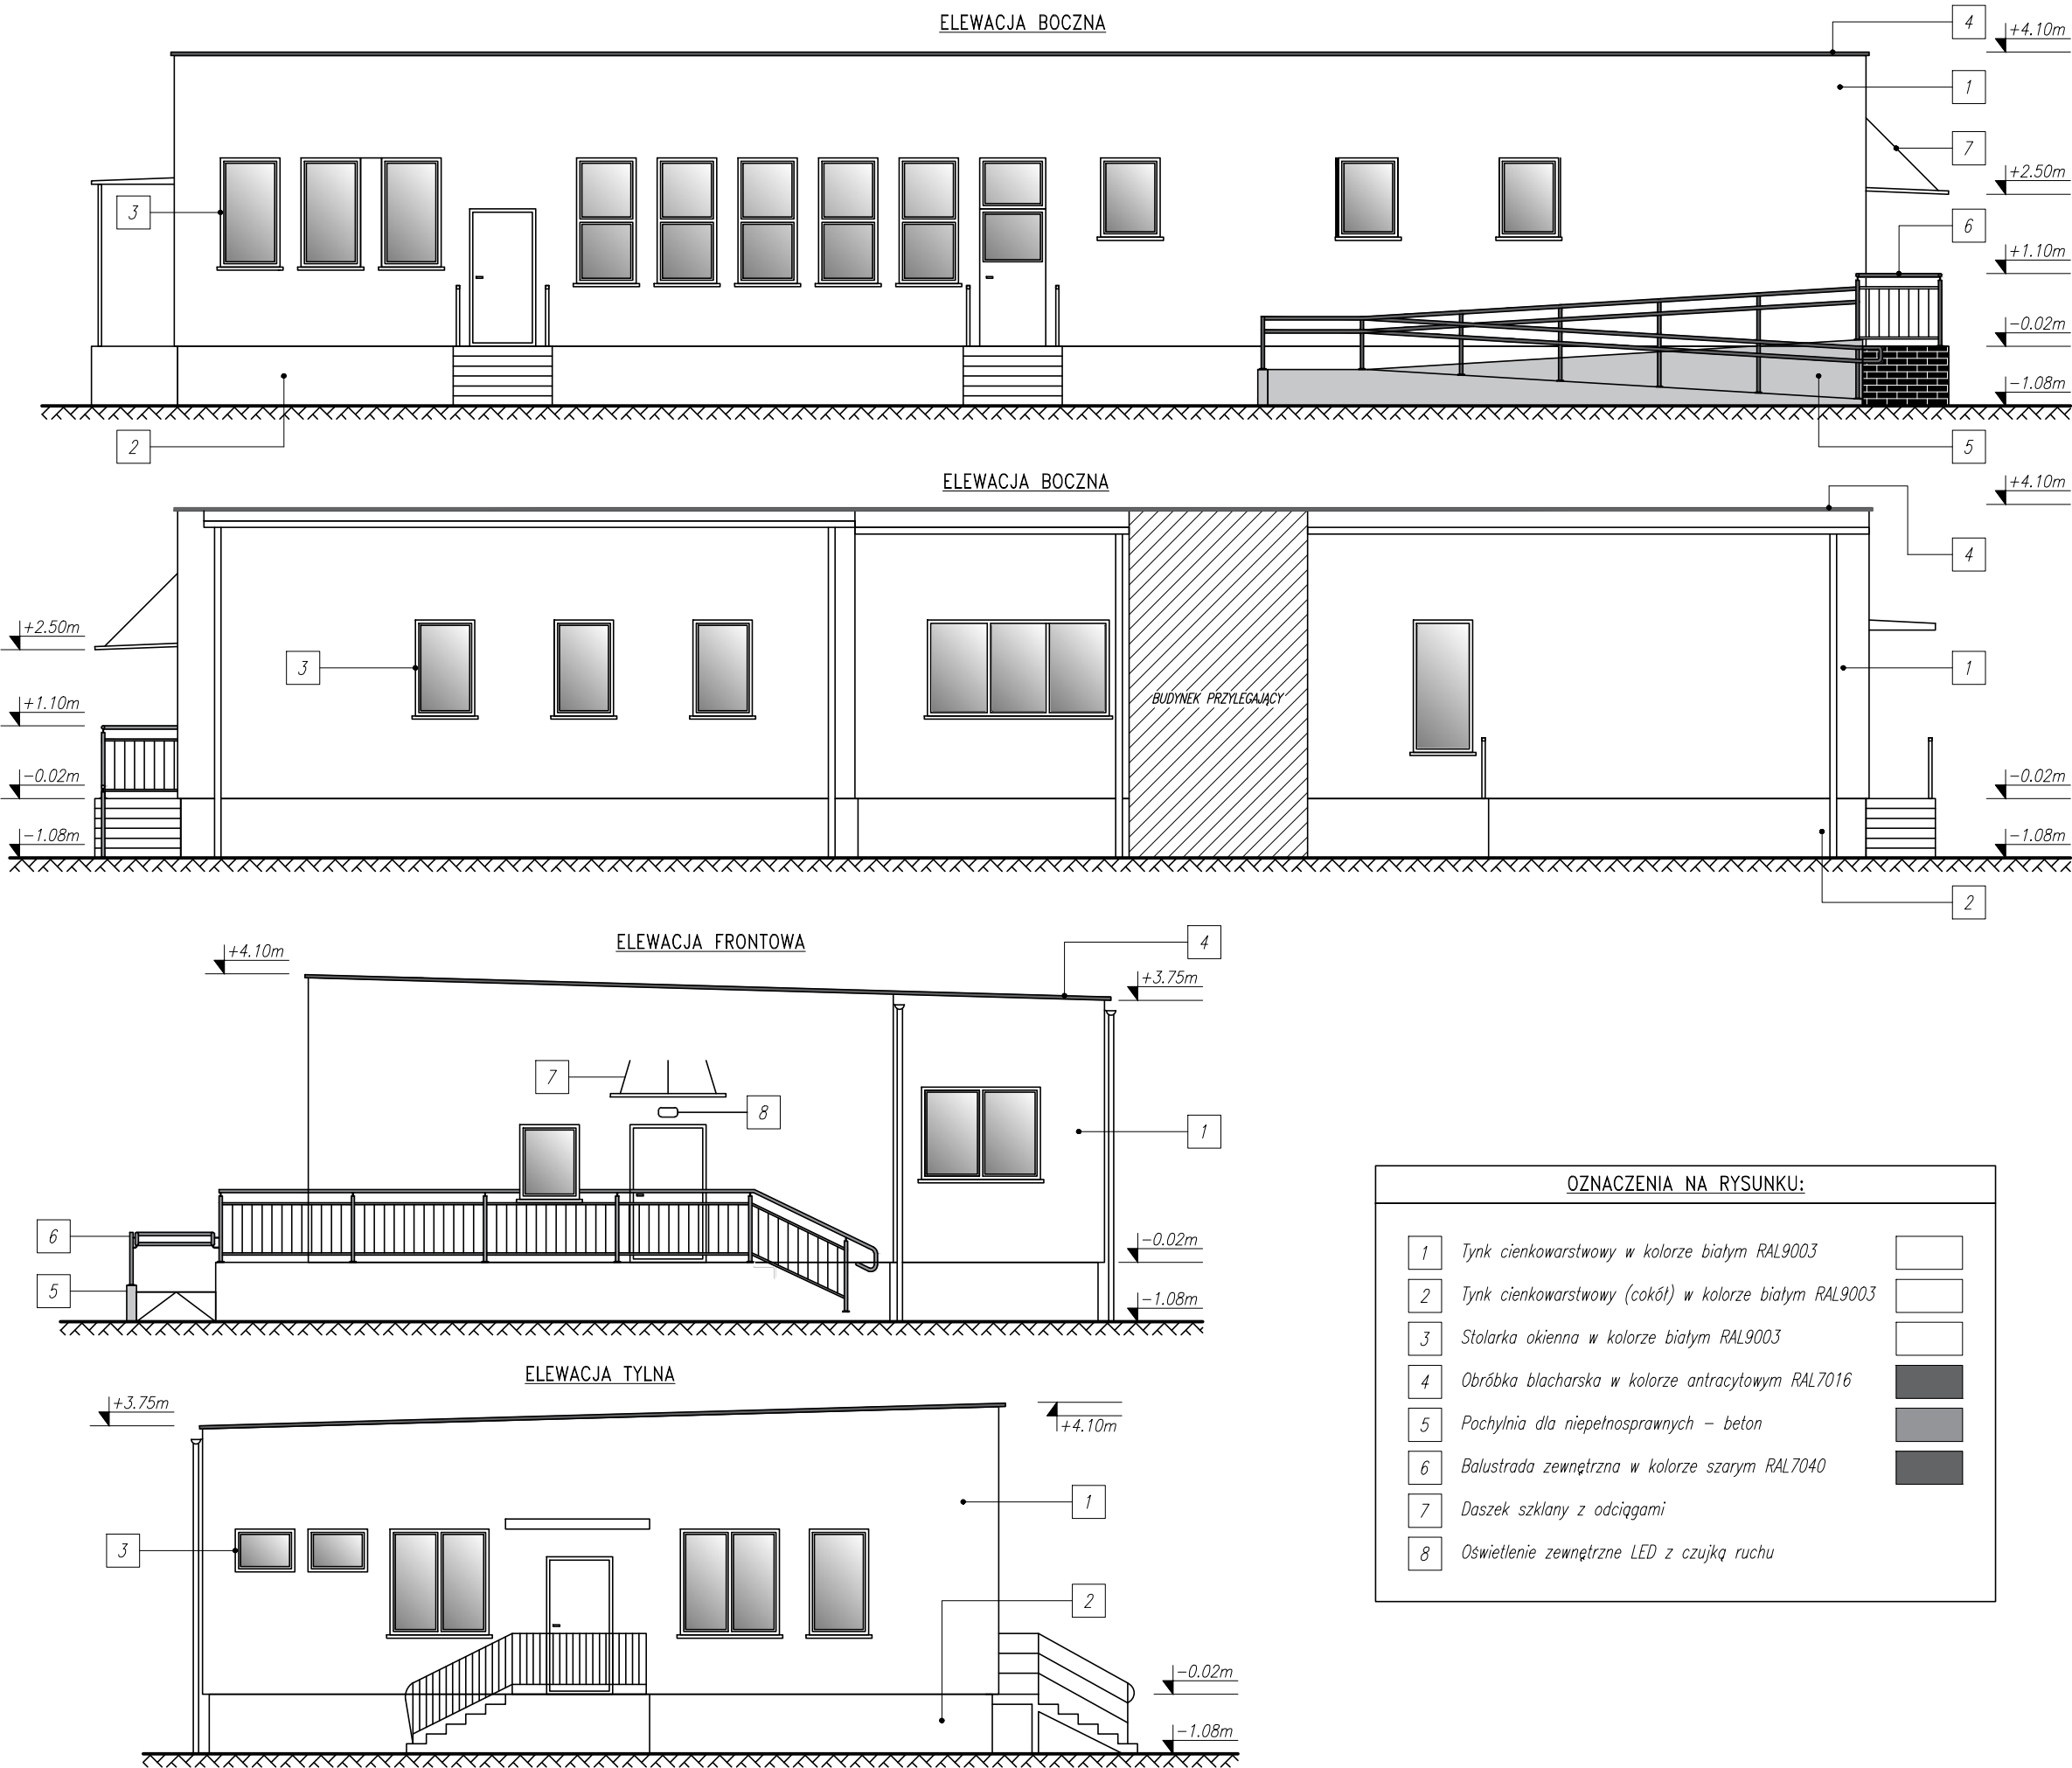 ELEWACJA BOCZNA
4
+4.10m
1
7
+2.50m
3
6
+1.10m
-0.02m
-1.08m
2
5
ELEWACJA BOCZNA
+4.10m
4
+2.50m
3
1
BUDYNEK PRZYLEGAJĄCY
+1.10m
-0.02m
-0.02m
-1.08m
-1.08m
2
ELEWACJA FRONTOWA
4
+4.10m
+3.75m
7
8
1
6
-0.02m
5
-1.08m
ELEWACJA TYLNA
+3.75m
+4.10m
1
3
2
-0.02m
-1.08m
OZNACZENIA NA RYSUNKU:
1 Tynk cienkowarstwowy w kolorze białym RAL9003
2 Tynk cienkowarstwowy (cokół) w kolorze białym RAL9003
3 Stolarka okienna w kolorze białym RAL9003
4 Obróbka blacharska w kolorze antracytowym RAL7016
5 Pochylnia dla niepełnosprawnych – beton
6 Balustrada zewnętrzna w kolorze szarym RAL7040
7 Daszek szklany z odciągami
8 Oświetlenie zewnętrzne LED z czujką ruchu